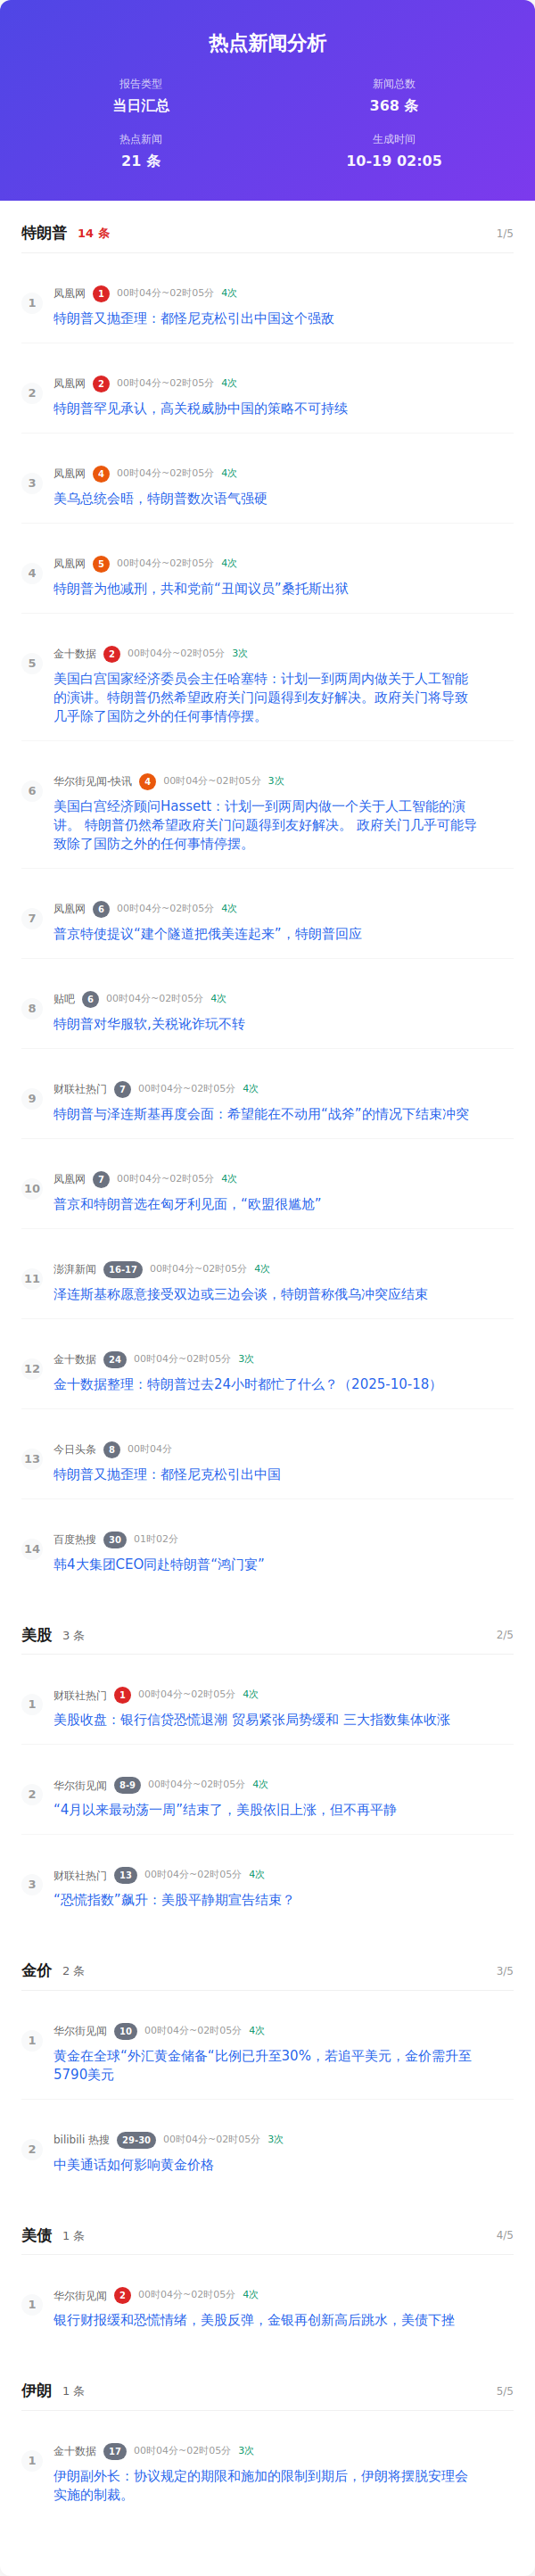 热点新闻分析
报告类型
新闻总数
当日汇总
368 条
热点新闻
生成时间
21 条
10-19 02:05
特朗普 14 条 1/5
1
凤凰网 1 00时04分~02时05分 4次
特朗普又抛歪理：都怪尼克松引出中国这个强敌
2
凤凰网 2 00时04分~02时05分 4次
特朗普罕见承认，高关税威胁中国的策略不可持续
3
凤凰网 4 00时04分~02时05分 4次
美乌总统会晤，特朗普数次语气强硬
4
凤凰网 5 00时04分~02时05分 4次
特朗普为他减刑，共和党前“丑闻议员”桑托斯出狱
5
金十数据 2 00时04分~02时05分 3次
美国白宫国家经济委员会主任哈塞特：计划一到两周内做关于人工智能
的演讲。特朗普仍然希望政府关门问题得到友好解决。政府关门将导致
几乎除了国防之外的任何事情停摆。
6
华尔街见闻-快讯 4 00时04分~02时05分 3次
美国白宫经济顾问Hassett：计划一到两周内做一个关于人工智能的演
讲。 特朗普仍然希望政府关门问题得到友好解决。 政府关门几乎可能导
致除了国防之外的任何事情停摆。
7
凤凰网 6 00时04分~02时05分 4次
普京特使提议“建个隧道把俄美连起来”，特朗普回应
8
贴吧 6 00时04分~02时05分 4次
特朗普对华服软,关税讹诈玩不转
9
财联社热门 7 00时04分~02时05分 4次
特朗普与泽连斯基再度会面：希望能在不动用“战斧”的情况下结束冲突
10
凤凰网 7 00时04分~02时05分 4次
普京和特朗普选在匈牙利见面，“欧盟很尴尬”
11
澎湃新闻 16-17 00时04分~02时05分 4次
泽连斯基称愿意接受双边或三边会谈，特朗普称俄乌冲突应结束
12
金十数据 24 00时04分~02时05分 3次
金十数据整理：特朗普过去24小时都忙了什么？（2025-10-18）
13
今日头条 8 00时04分
特朗普又抛歪理：都怪尼克松引出中国
14
百度热搜 30 01时02分
韩4大集团CEO同赴特朗普“鸿门宴”
美股 3 条 2/5
1
财联社热门 1 00时04分~02时05分 4次
美股收盘：银行信贷恐慌退潮 贸易紧张局势缓和 三大指数集体收涨
2
华尔街见闻 8-9 00时04分~02时05分 4次
“4月以来最动荡一周”结束了，美股依旧上涨，但不再平静
3
财联社热门 13 00时04分~02时05分 4次
“恐慌指数”飙升：美股平静期宣告结束？
金价 2 条 3/5
1
华尔街见闻 10 00时04分~02时05分 4次
黄金在全球“外汇黄金储备“比例已升至30%，若追平美元，金价需升至
5790美元
2
bilibili 热搜 29-30 00时04分~02时05分 3次
中美通话如何影响黄金价格
美债 1 条 4/5
1
华尔街见闻 2 00时04分~02时05分 4次
银行财报缓和恐慌情绪，美股反弹，金银再创新高后跳水，美债下挫
伊朗 1 条 5/5
1
金十数据 17 00时04分~02时05分 3次
伊朗副外长：协议规定的期限和施加的限制到期后，伊朗将摆脱安理会
实施的制裁。